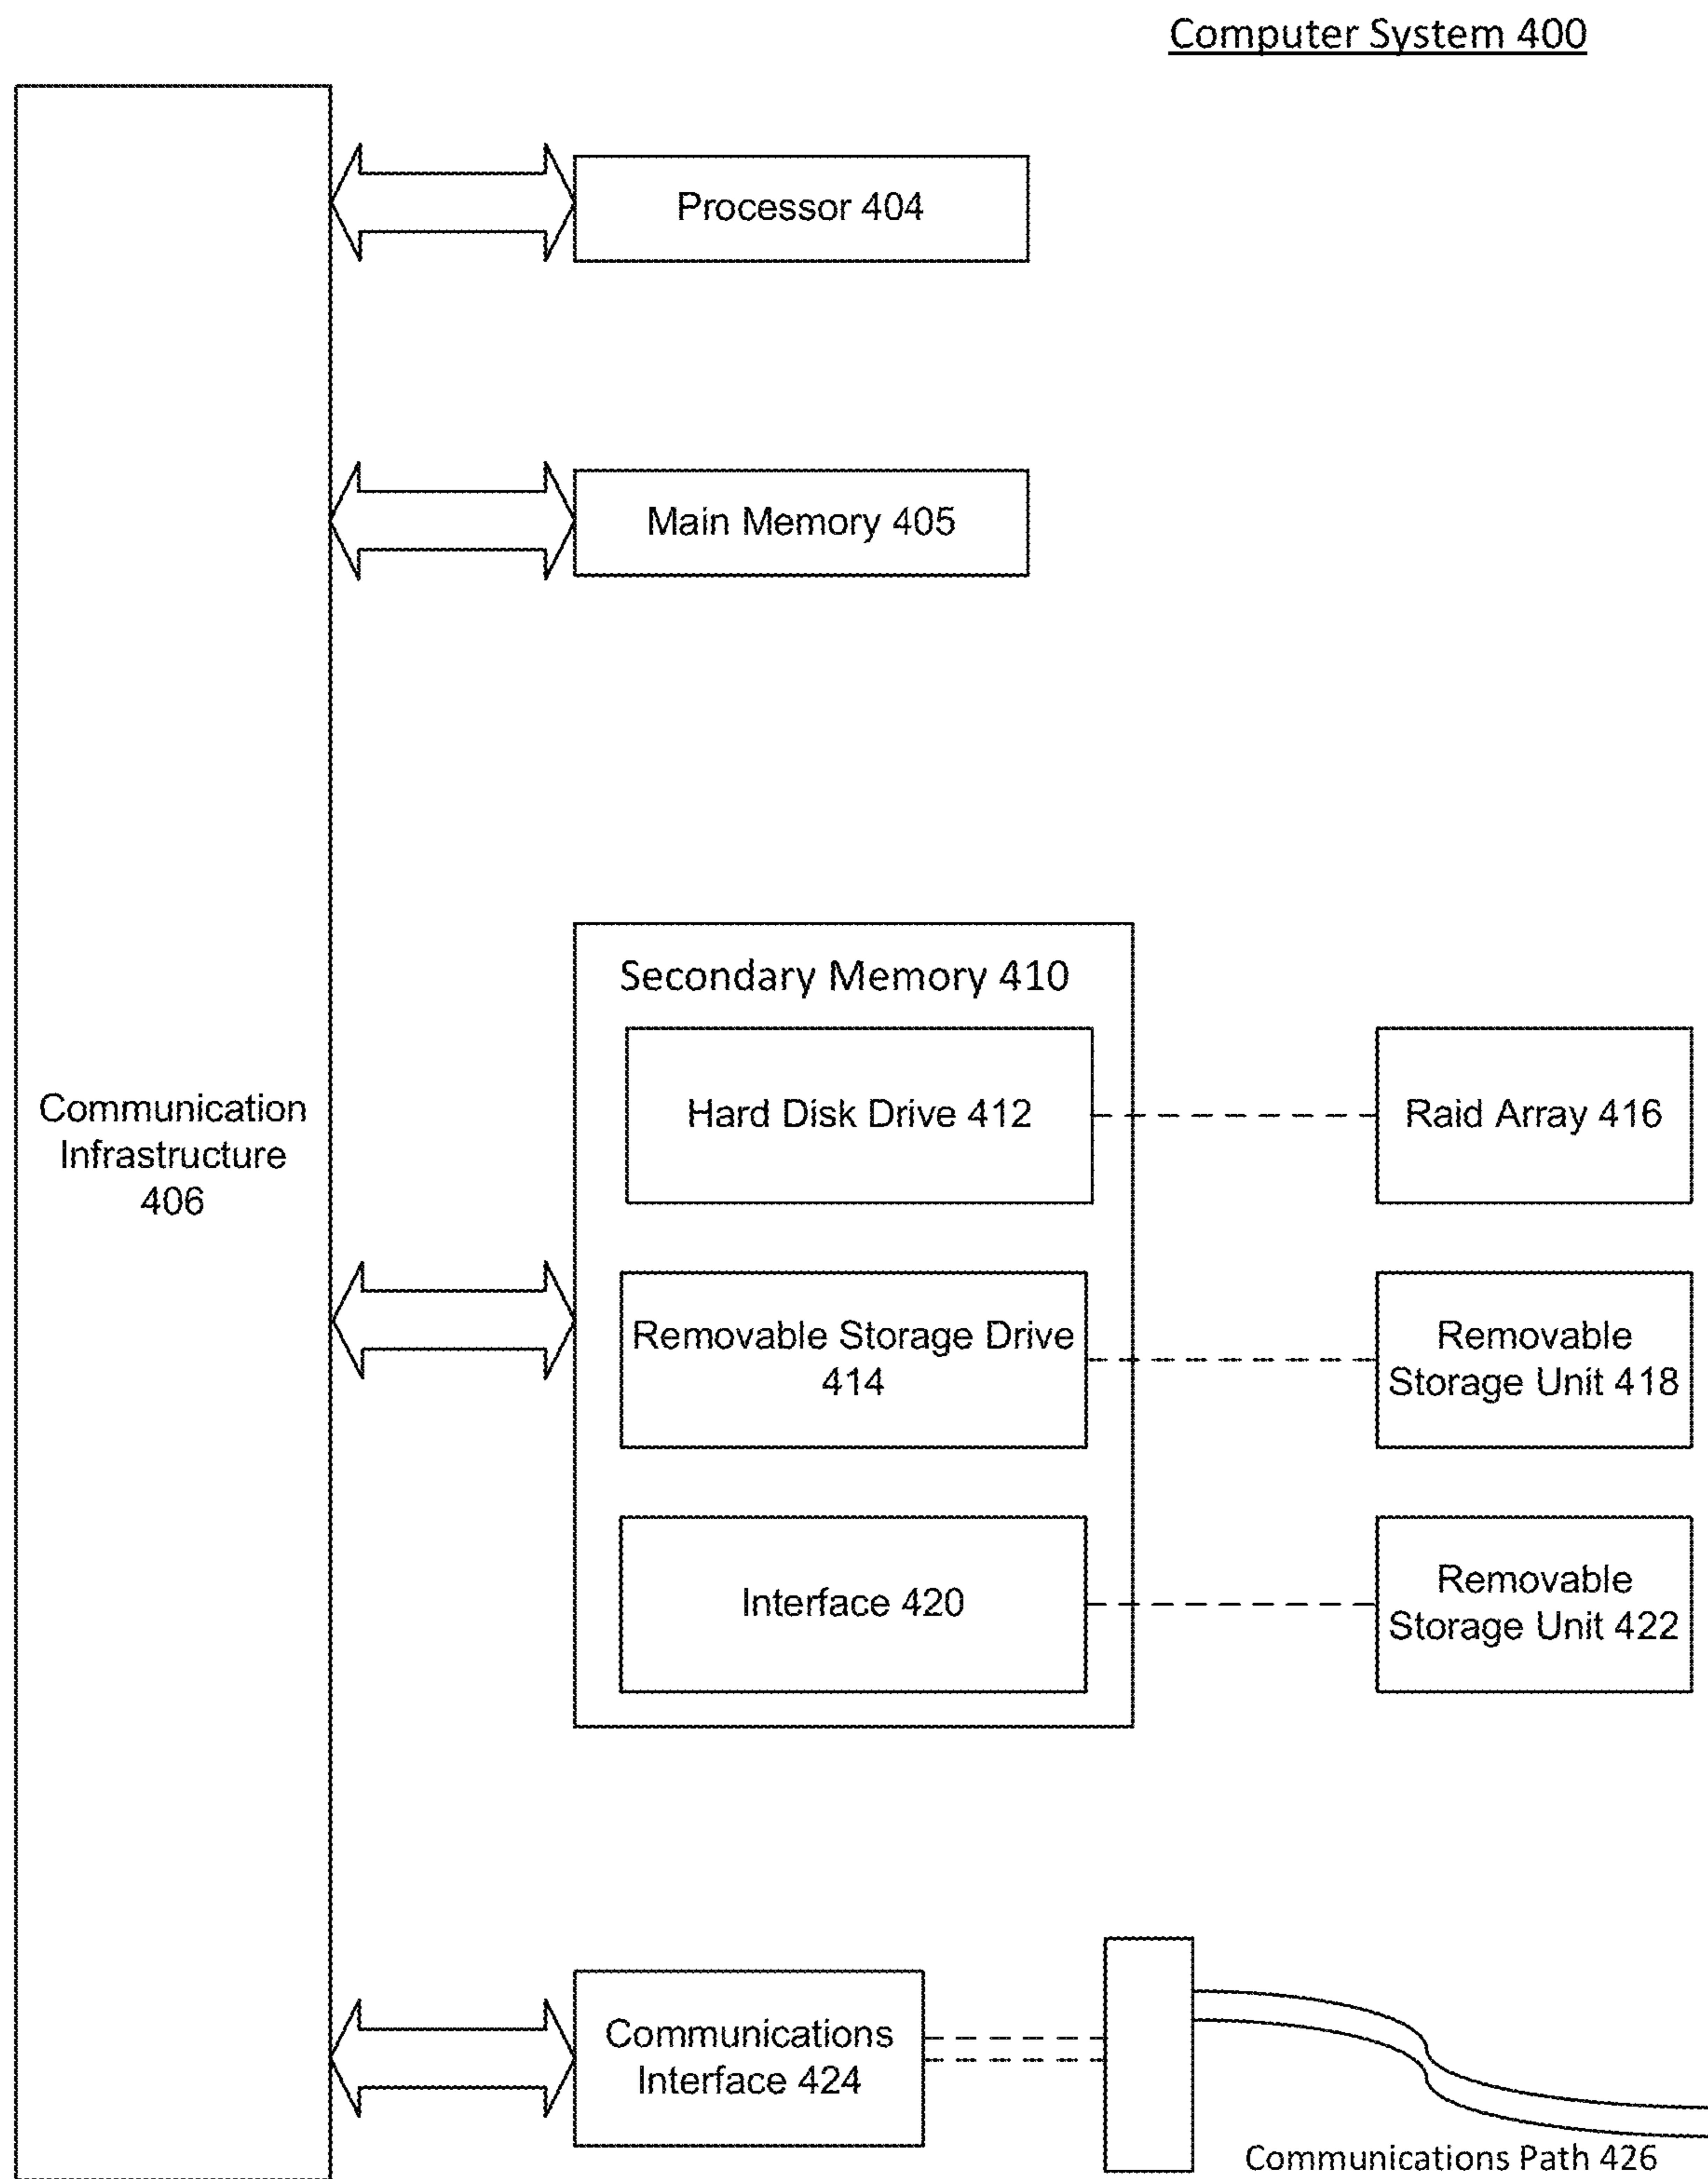 Computer System 400
Processor 404
Main Memory 405
Communication
Infrastructure
406
Secondary Memory 410
Hard Disk Drive 412
Raid Array 416
Removable Storage Drive
414
Removable
Storage Unit 418
Interface 420
Removable
Storage Unit 422
Communications
Interface 424
Communications Path 426